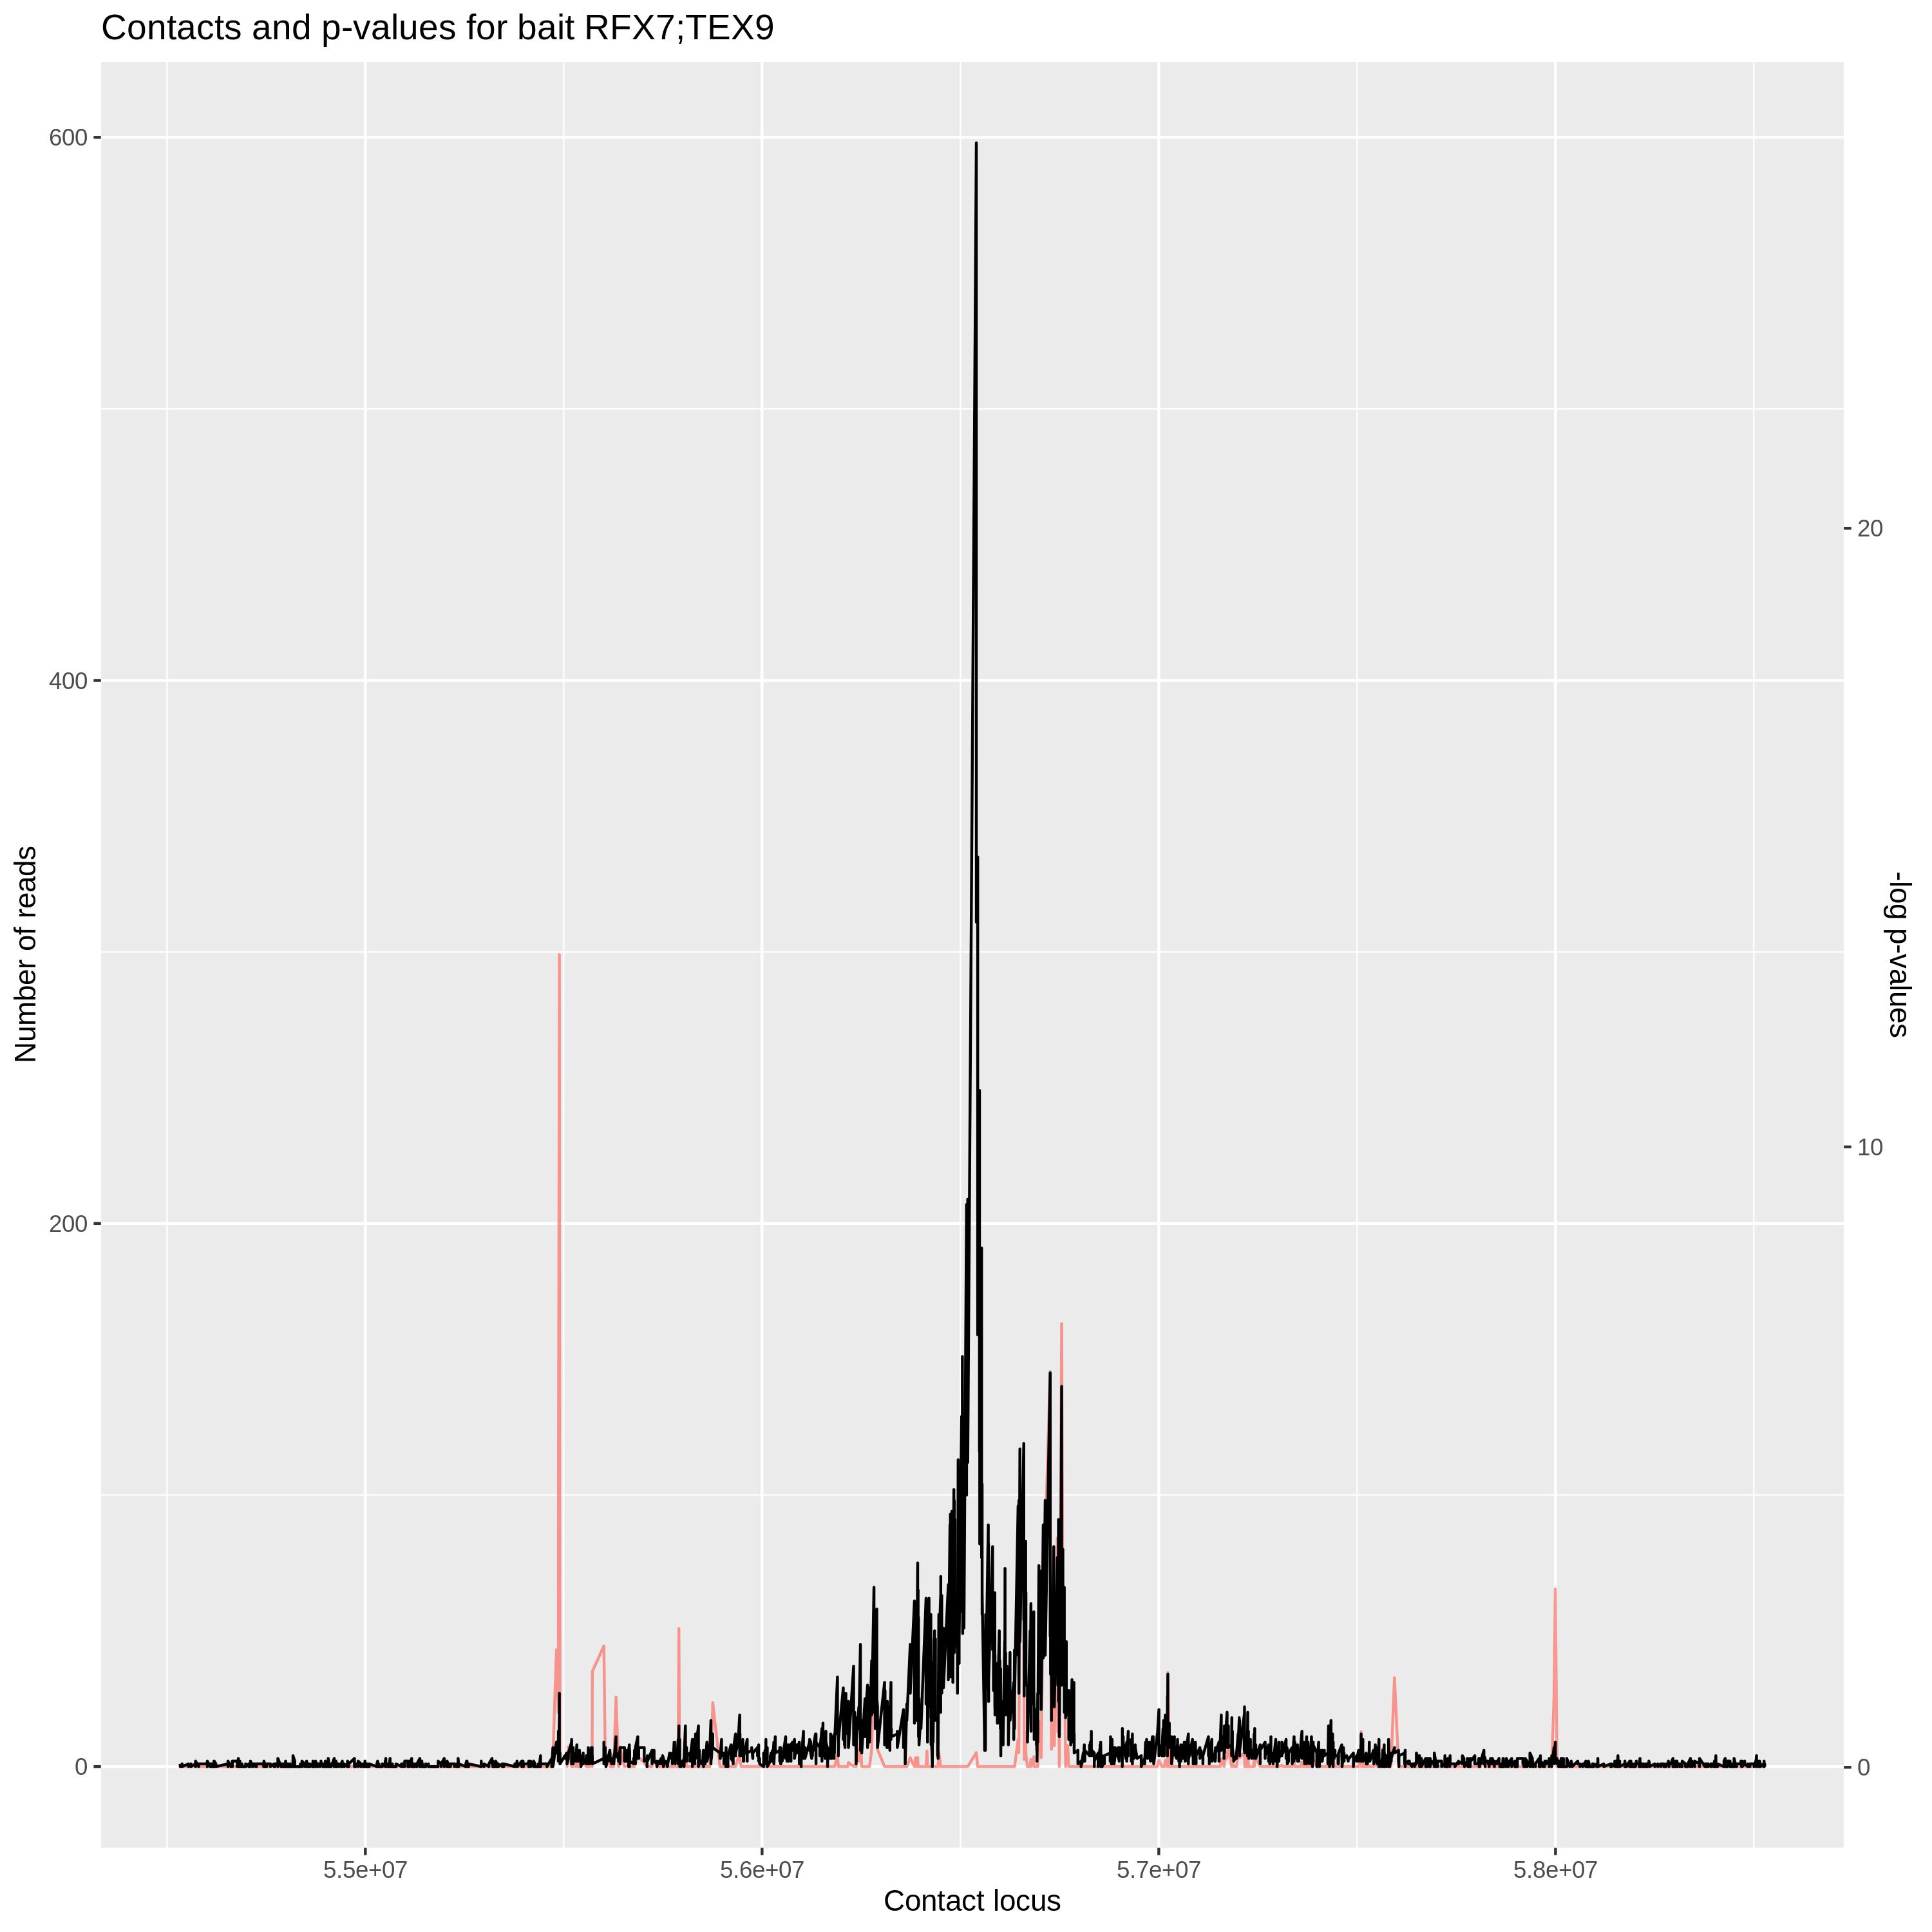 Contacts and p-values for bait RFX7;TEX9
600
400
200
0
Number of reads
20
10
0
-log p-values
5.5e+07
5.6e+07
5.7e+07
5.8e+07
Contact locus